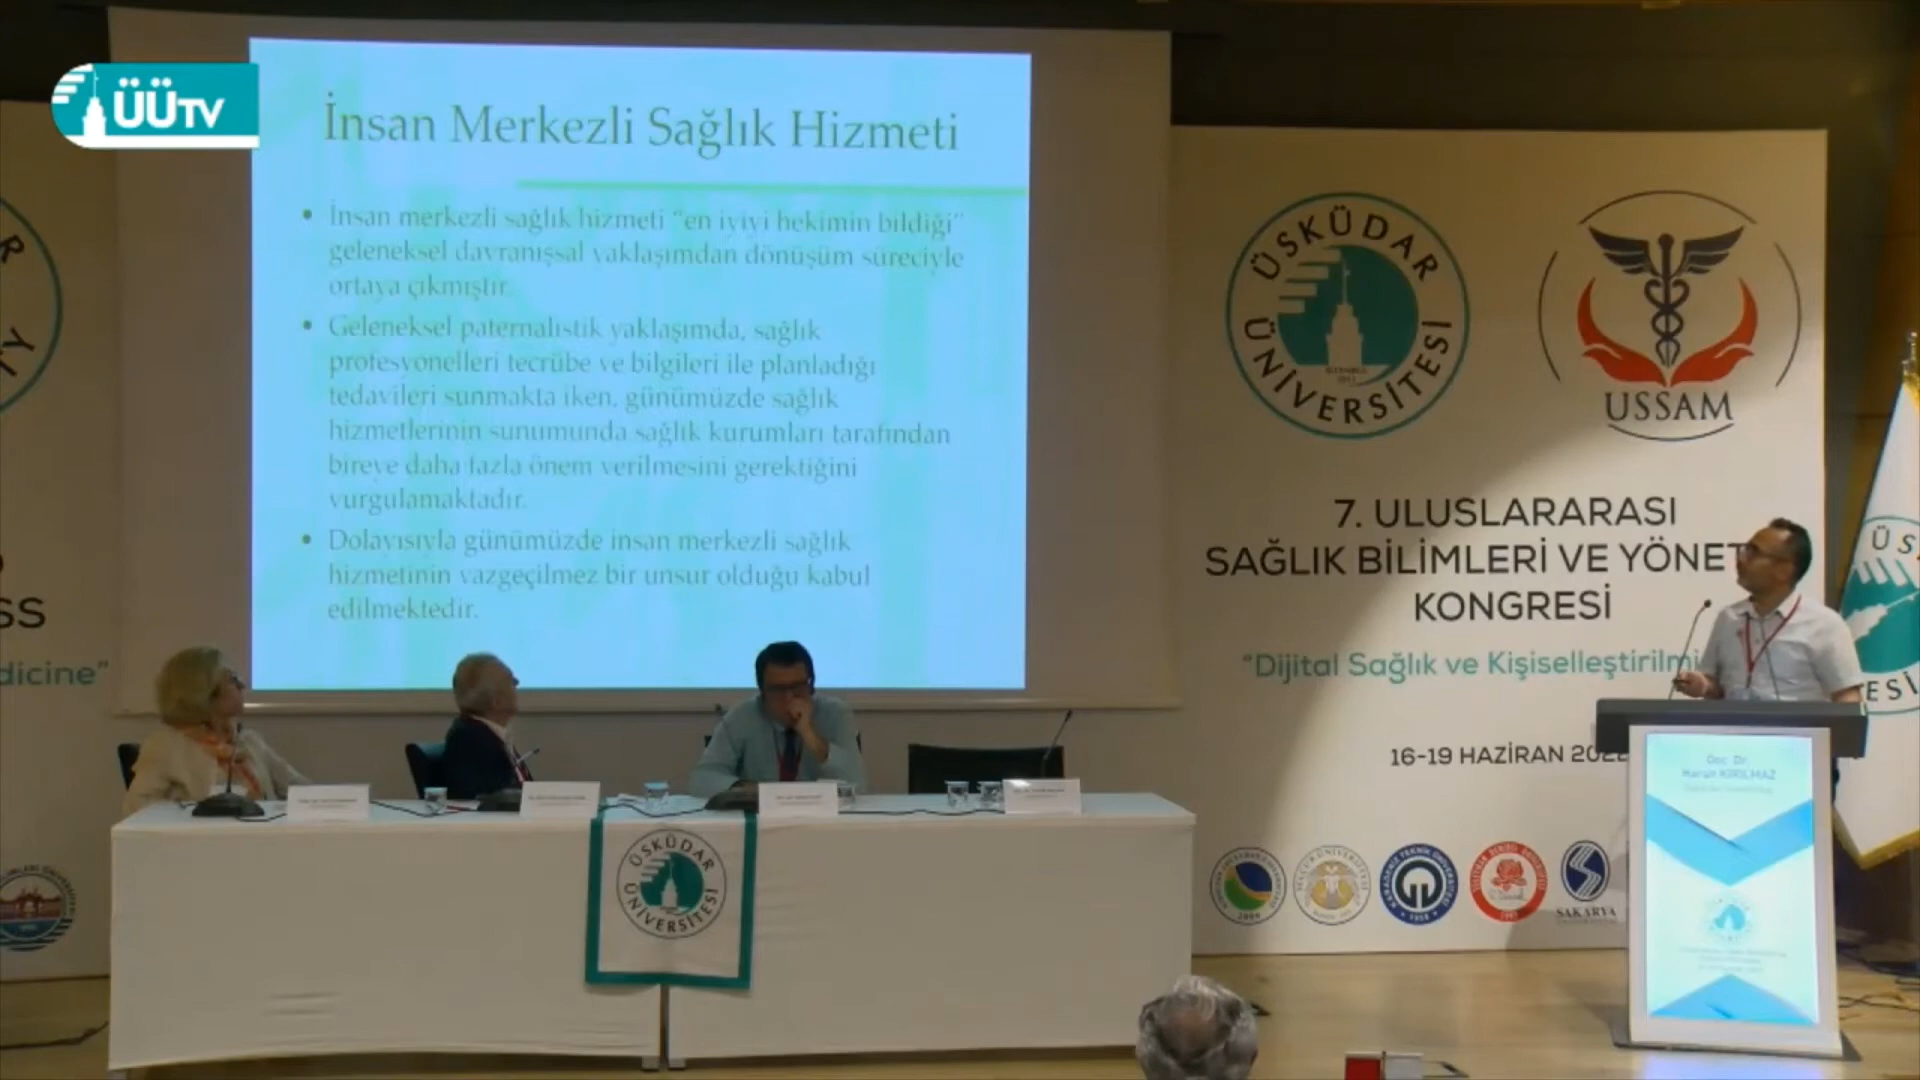 ÜÜTV
İnsan Merkezli Sağlık Hizmeti
• İnsan merkezli sağlık hizmeti "en iyiyi hekimin bildiği"
geleneksel davranışsal yaklaşımdan dönüşüm süreciyle
ortaya çıkmıştır.
• Geleneksel paternalistik yaklaşımda, sağlık
profesyonelleri tecrübe ve bilgileri ile planladığı
tedavileri sunmakta iken, günümüzde sağlık
hizmetlerinin sunumunda sağlık kurumları tarafından
bireye daha fazla önem verilmesini gerektiğini
vurgulamaktadır.
• Dolayısıyla günümüzde insan merkezli sağlık
hizmetinin vazgeçilmez bir unsur olduğu kabul
edilmektedir.
ÜSKÜDAR
ÜNİVERSİTESİ
USSAM
7. ULUSLARARASI
SAĞLIK BİLİMLERİ VE YÖNET
KONGRESİ
"Dijital Sağlık ve Kişiselleştirilmi
16-19 HAZİRAN 2022
SAKARYA
SS
dicine"
Doç. Dr.
Harun KIRILMAZ
ÜSKÜDAR
ÜNİVERSİTESİ